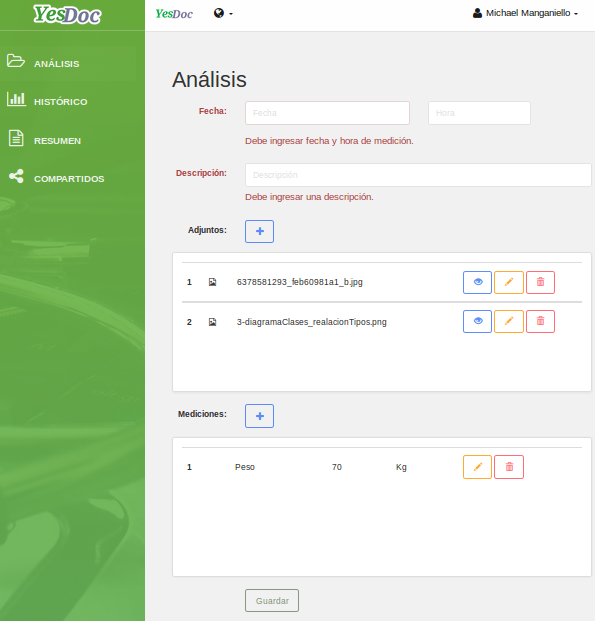 YesDoc
YesDoc
Michael Manganiello
ANÁLISIS
HISTÓRICO
RESUMEN
COMPARTIDOS
Análisis
Fecha:
Fecha
Hora
Debe ingresar fecha y hora de medición.
Descripción:
Descripción
Debe ingresar una descripción.
Adjuntos:
1 6378581293_feb60981a1_b.jpg
2 3-diagramaClases_realacionTipos.png
Mediciones:
1 Peso 70 Kg
Guardar